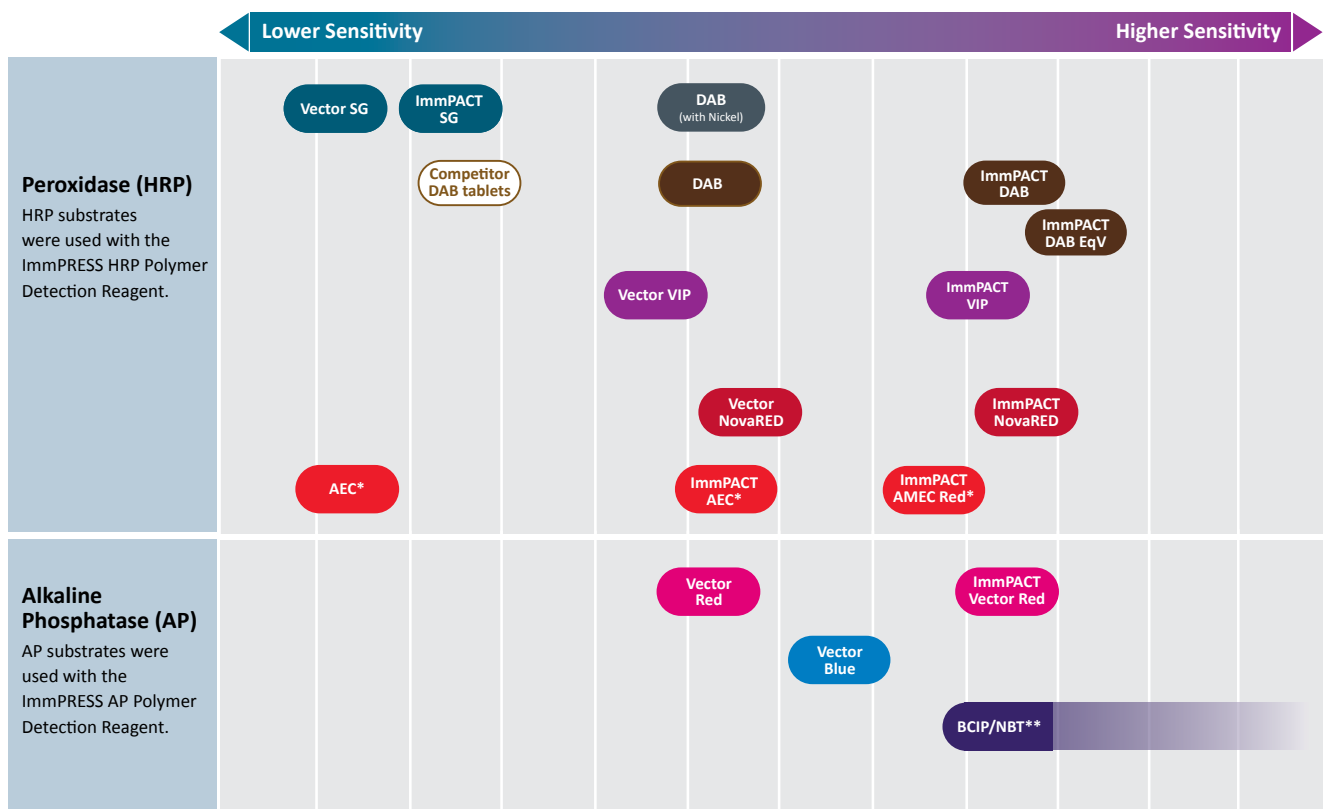 Lower Sensitivity
Higher Sensitivity
Peroxidase (HRP)
HRP substrates
were used with the
ImmPRESS HRP Polymer
Detection Reagent.
Vector SG
ImmPACT
SG
DAB
(with Nickel)
Competitor
DAB tablets
DAB
ImmPACT
DAB
ImmPACT
DAB EqV
Vector VIP
ImmPACT
VIP
Vector
NovaRED
ImmPACT
NovaRED
AEC*
ImmPACT
AEC*
ImmPACT
AMEC Red*
Alkaline
Phosphatase (AP)
AP substrates were
used with the
ImmPRESS AP Polymer
Detection Reagent.
Vector
Red
ImmPACT
Vector Red
Vector
Blue
BCIP/NBT**